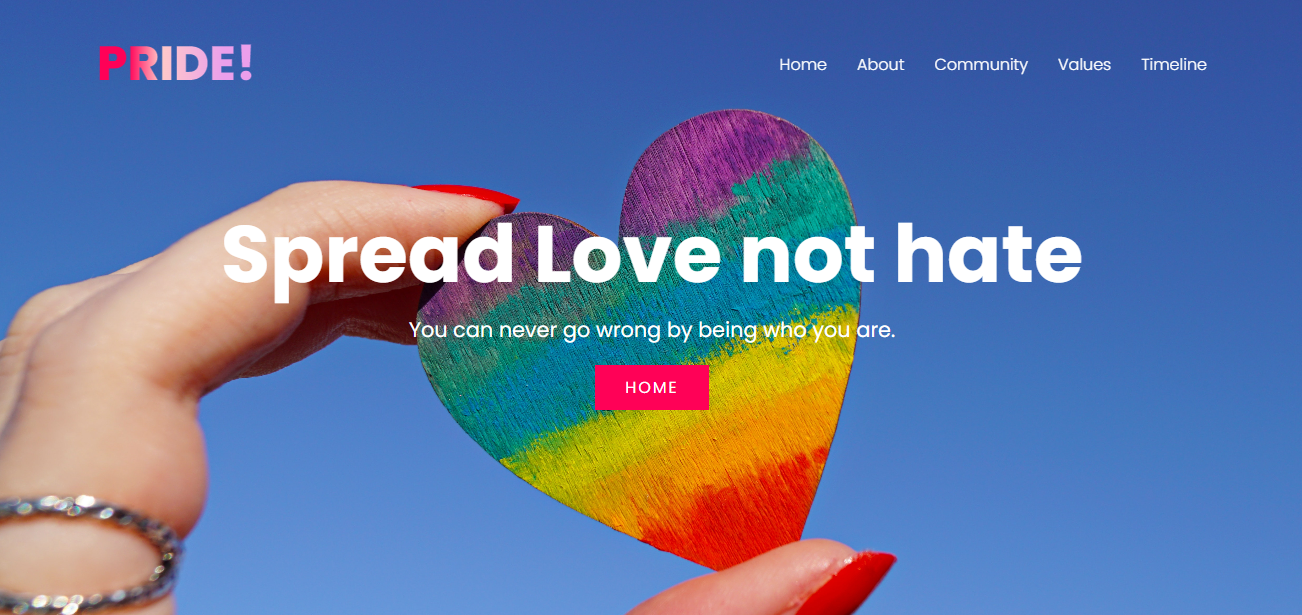 PRIDE!
Home About Community Values Timeline
Spread Love not hate
You can never go wrong by being who you are.
HOME